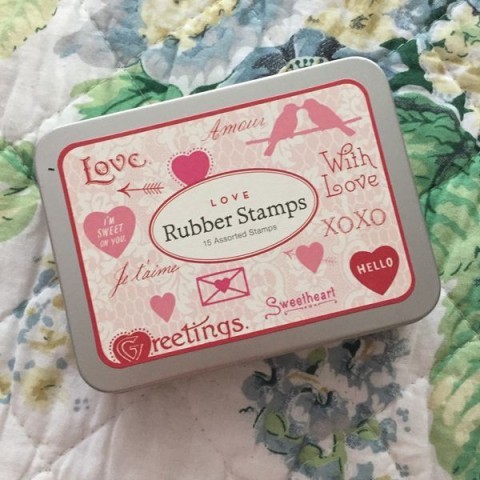 Amour
Love.
With
Love
I'M
SWEET
ON YOU.
LOVE
Rubber Stamps
15 Assorted Stamps
XOXO
Je t'aime
HELLO
Sweetheart
Greetings.